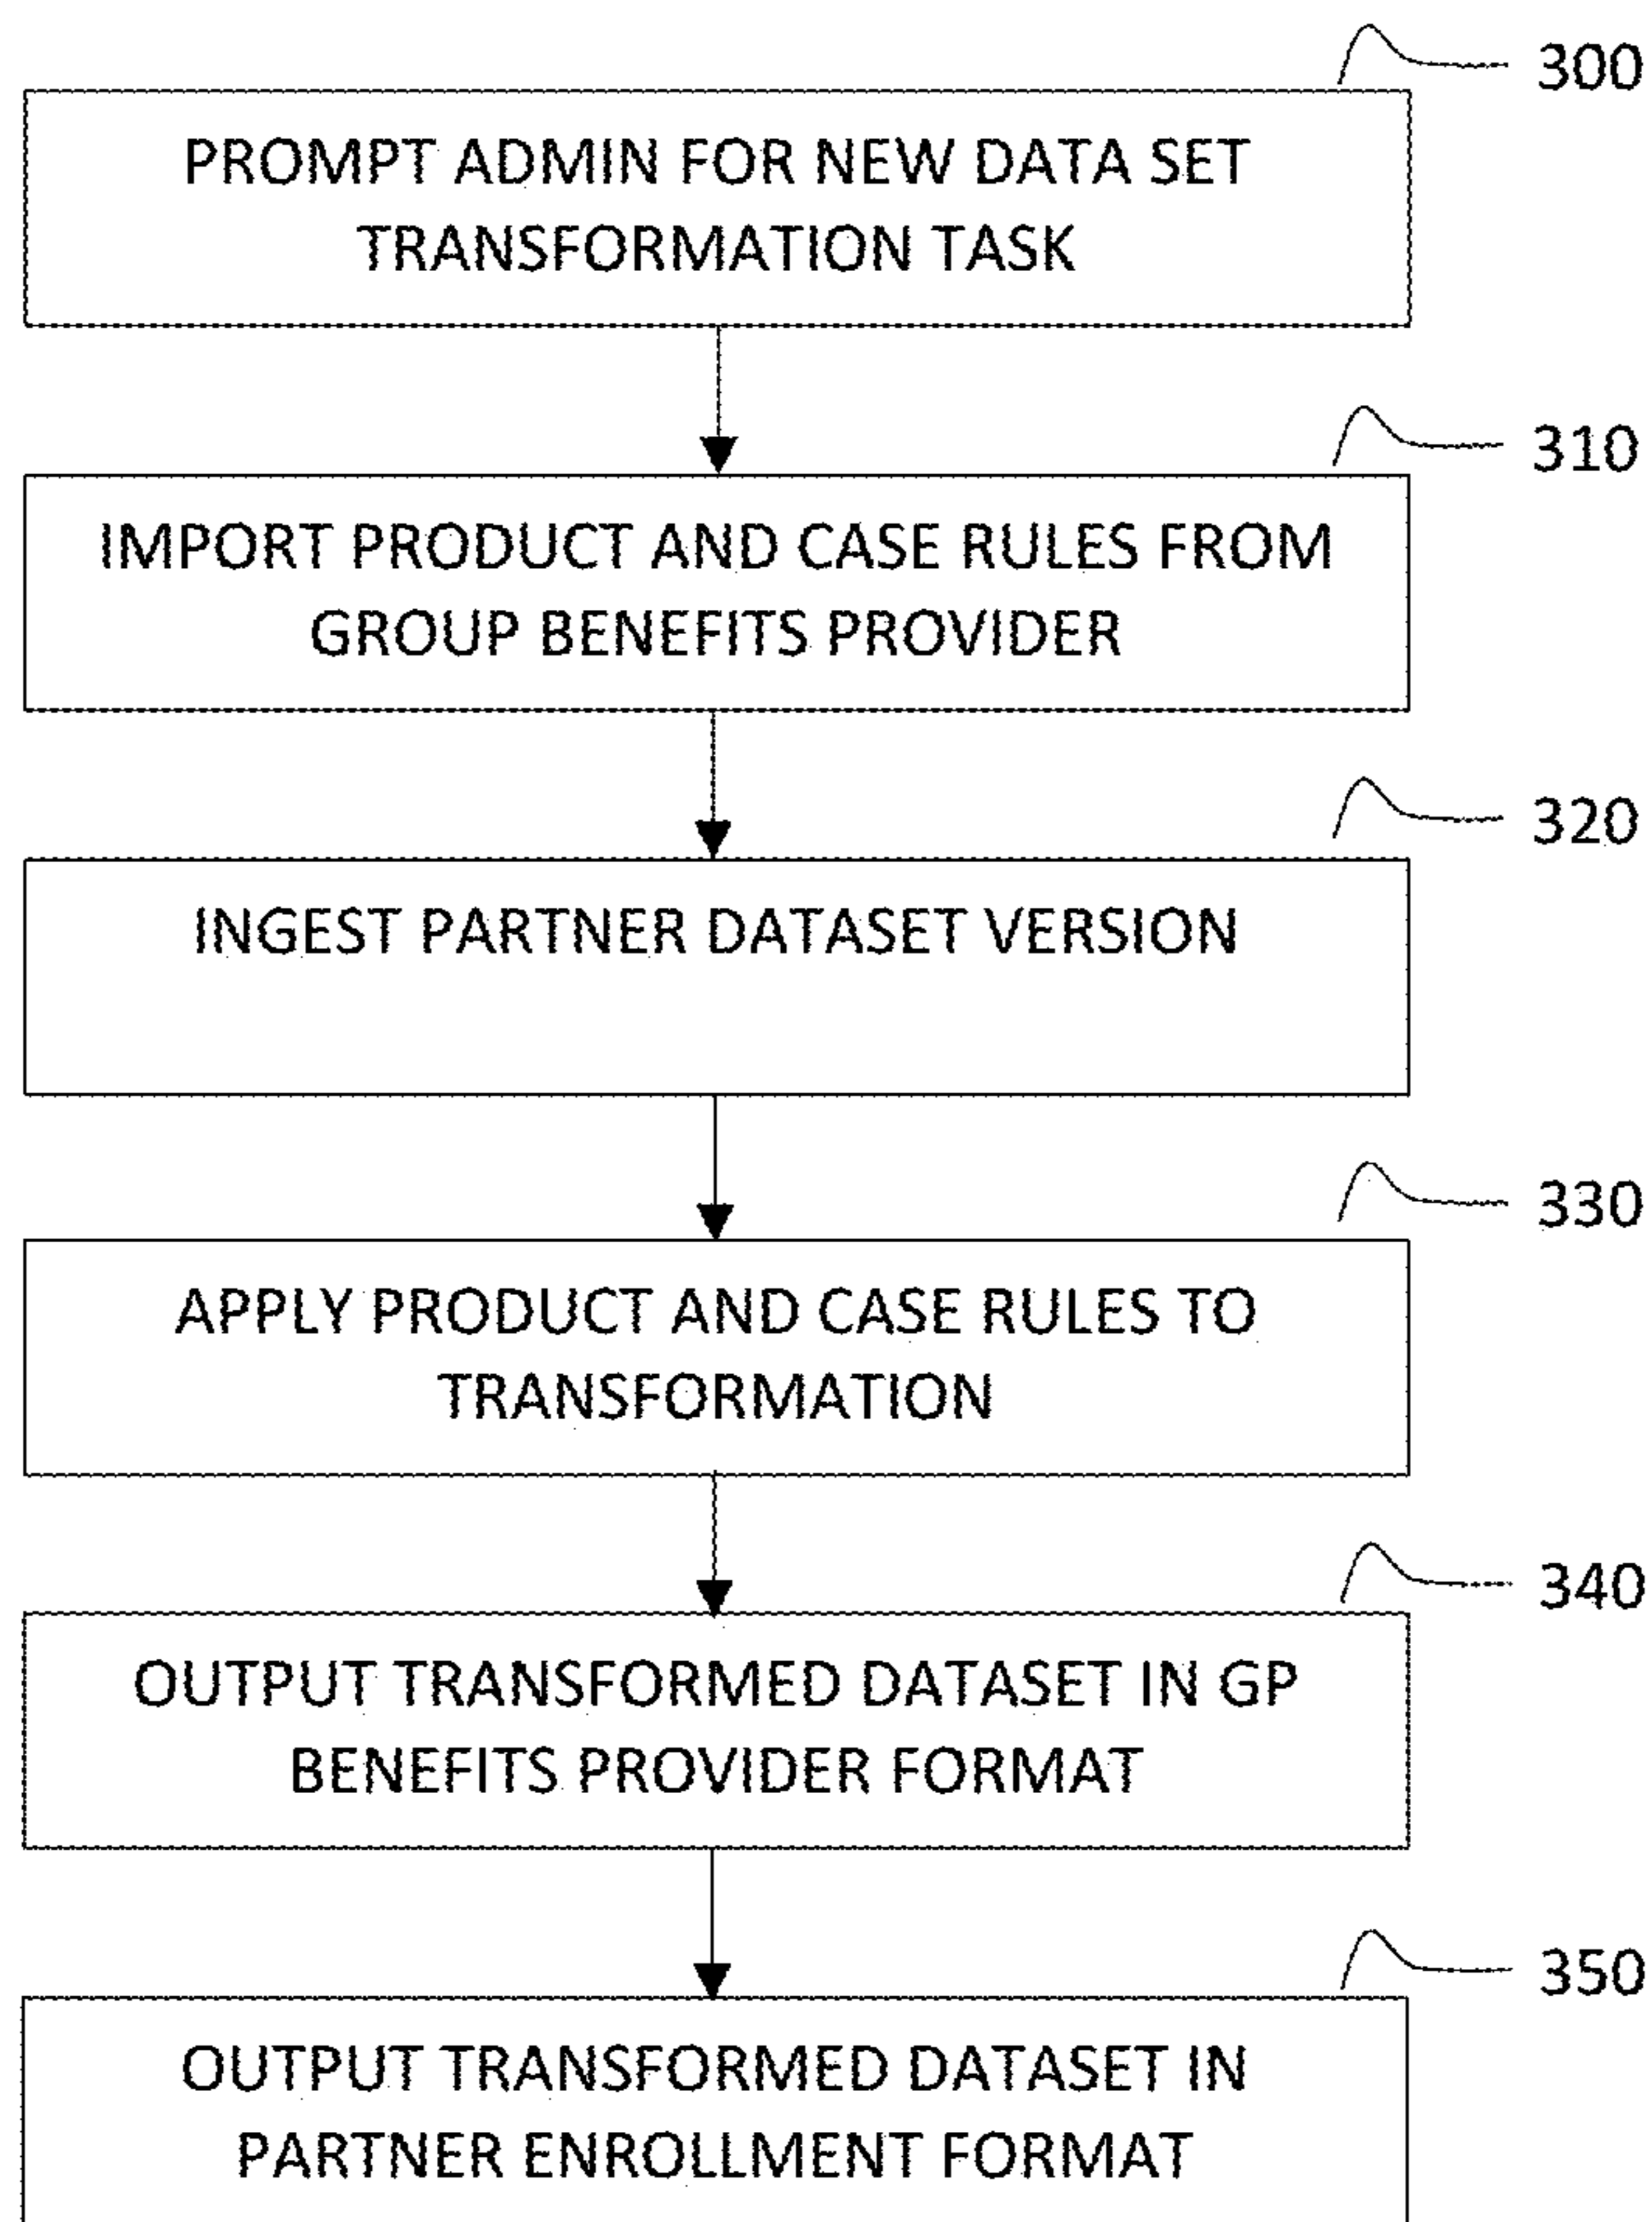 300
PROMPT ADMIN FOR NEW DATA SET
TRANSFORMATION TASK
310
IMPORT PRODUCT AND CASE RULES FROM
GROUP BENEFITS PROVIDER
320
INGEST PARTNER DATASET VERSION
330
APPLY PRODUCT AND CASE RULES TO
TRANSFORMATION
340
OUTPUT TRANSFORMED DATASET IN GP
BENEFITS PROVIDER FORMAT
350
OUTPUT TRANSFORMED DATASET IN
PARTNER ENROLLMENT FORMAT